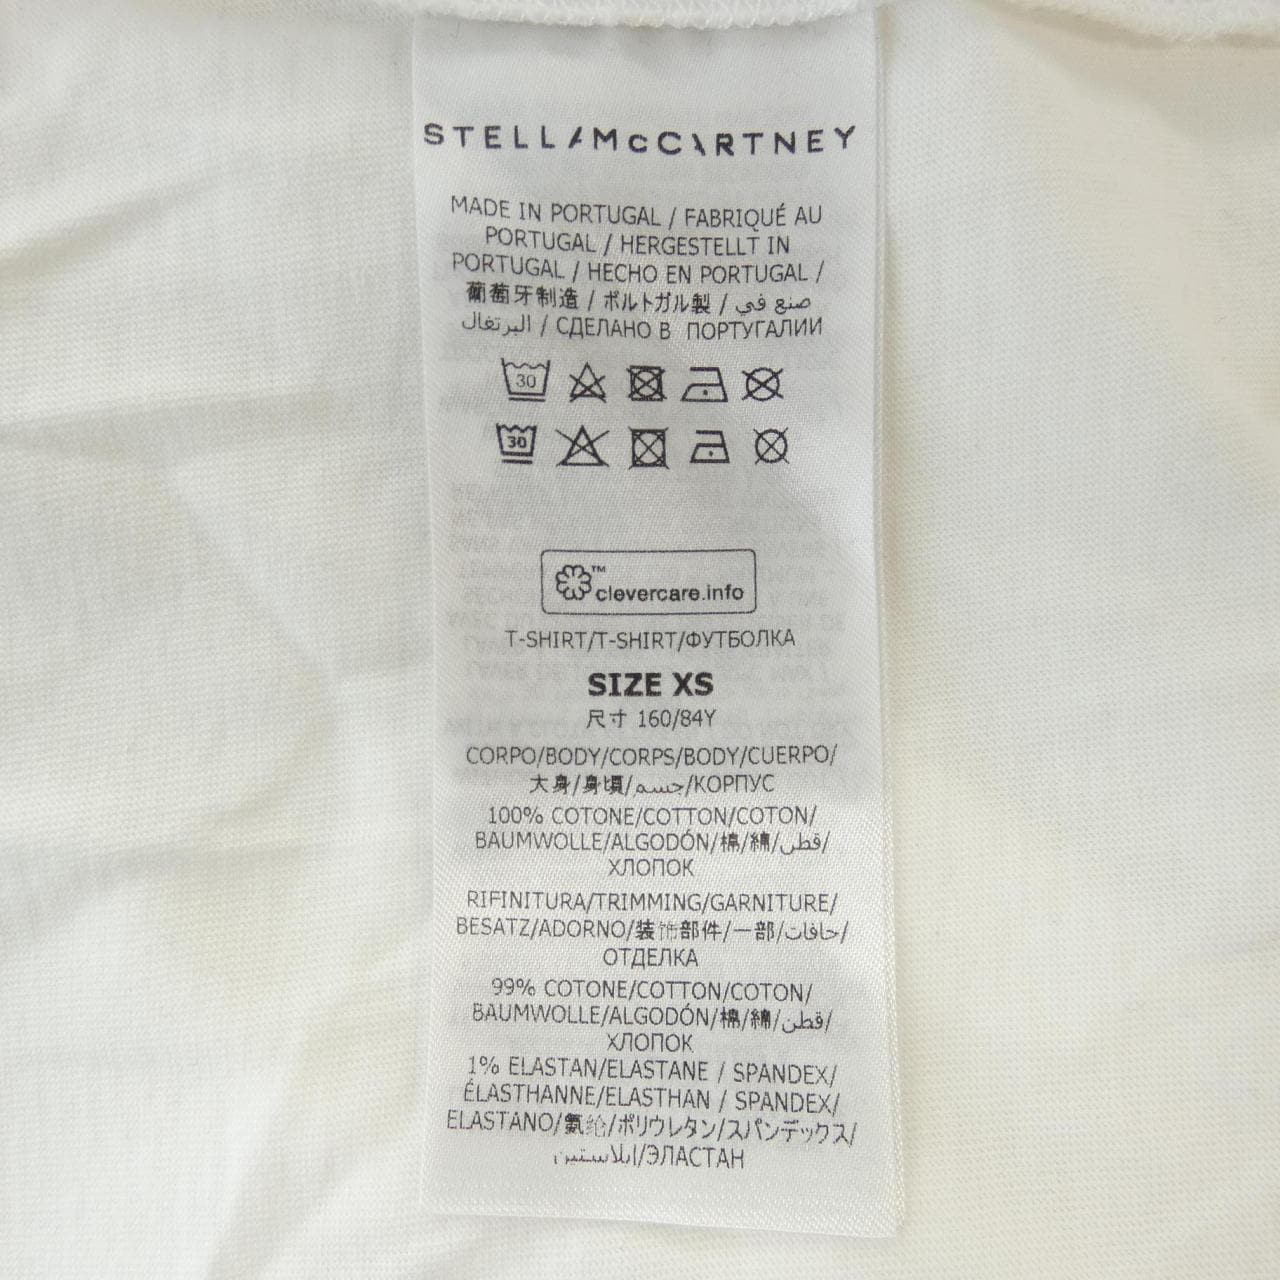 STELLAMcCARTNEY
MADE IN PORTUGAL / FABRIQUÉ AU
PORTUGAL / HERGESTELLT IN
PORTUGAL / HECHO EN PORTUGAL /
葡萄牙制造 / ポルトガル製 / صنع في
البرتغال / СДЕЛАНО В ПОРТУГАЛИИ
30
30
™ clevercare.info
T-SHIRT/T-SHIRT/ФУТБОЛКА
SIZE XS
尺寸 160/84Y
CORPO/BODY/CORPS/BODY/CUERPO/
大身/身頃/جسم/КОРПУС
100% COTONE/COTTON/COTON/
BAUMWOLLE/ALGODÓN/棉/綿/قطن/
ХЛОПОК
RIFINITURA/TRIMMING/GARNITURE/
BESATZ/ADORNO/装饰部件/一部/حافات/
ОТДЕЛКА
99% COTONE/COTTON/COTON/
BAUMWOLLE/ALGODÓN/棉/綿/قطن/
ХЛОПОК
1% ELASTAN/ELASTANE / SPANDEX/
ÉLASTHANNE/ELASTHAN / SPANDEX/
ELASTANO/氨纶/ポリウレタン/スパンデックス/
إيلاستين/ЭЛАСТАН